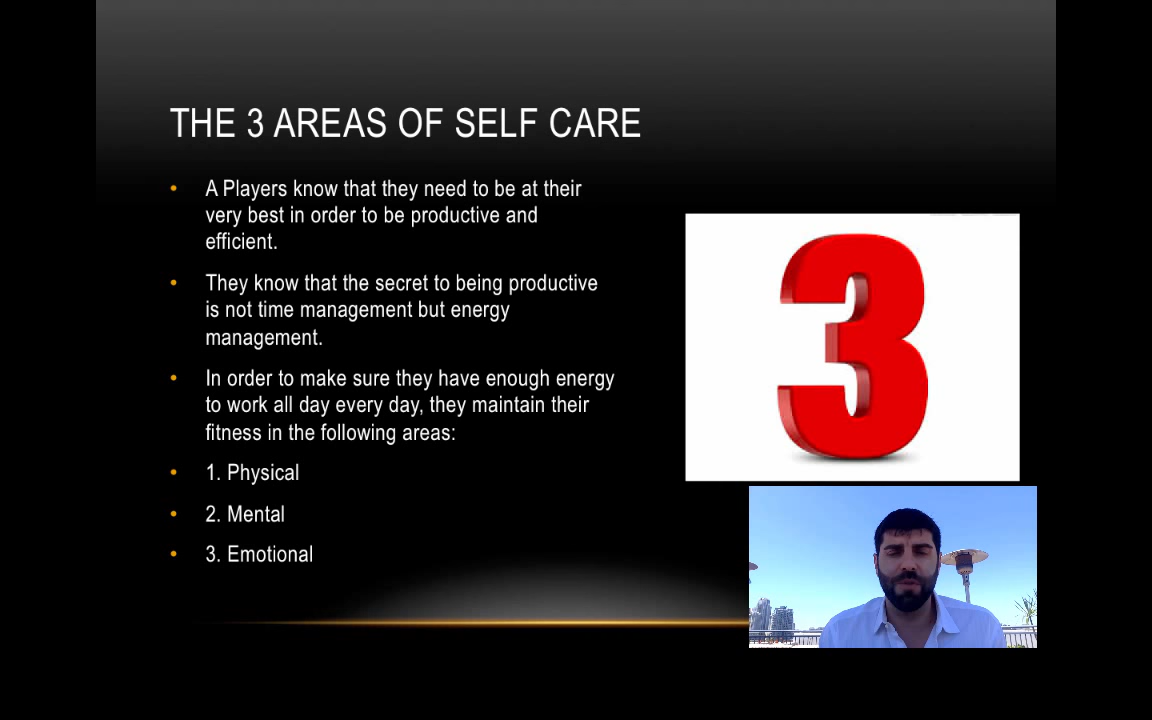 THE 3 AREAS OF SELF CARE
• A Players know that they need to be at their
very best in order to be productive and
efficient.
• They know that the secret to being productive
is not time management but energy
management.
• In order to make sure they have enough energy
to work all day every day, they maintain their
fitness in the following areas:
• 1. Physical
• 2. Mental
• 3. Emotional
3